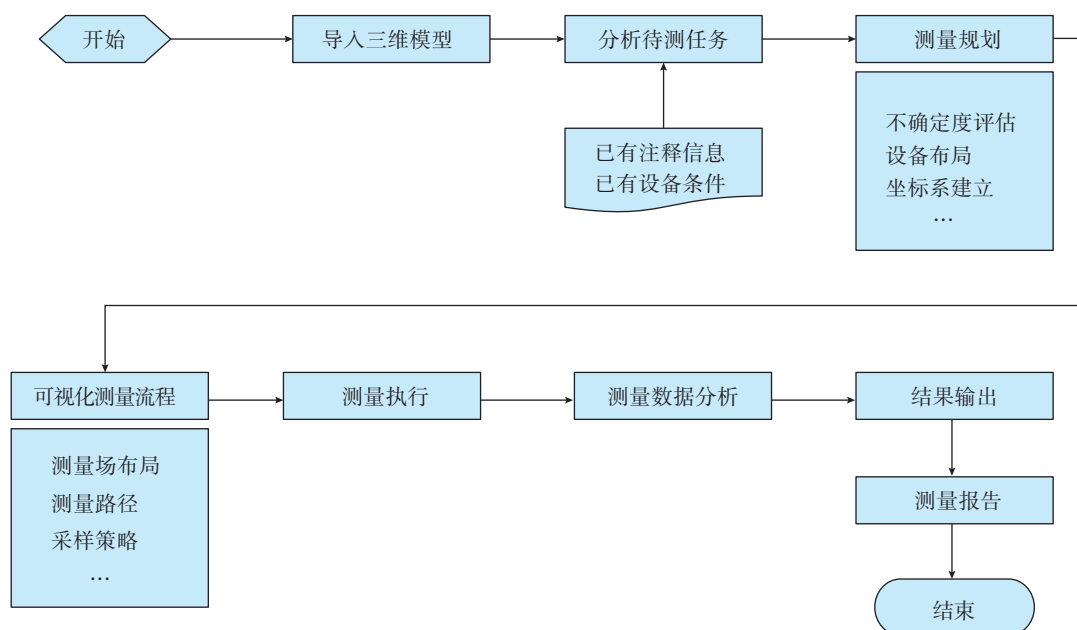 开始
导入三维模型
分析待测任务
测量规划
已有注释信息
已有设备条件
不确定度评估
设备布局
坐标系建立
…
可视化测量流程
测量执行
测量数据分析
结果输出
测量场布局
测量路径
采样策略
…
测量报告
结束